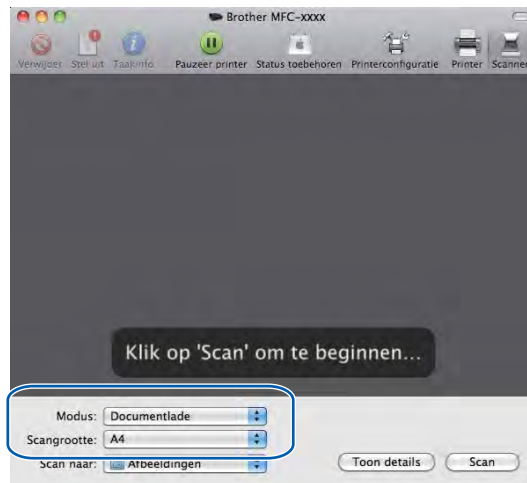 Brother MFC-xxxx
Verwijder Stel uit Taakinfo Pauzeer printer Status toebehoren Printerconfiguratie Printer Scanner
Klik op 'Scan' om te beginnen...
Modus: Documentlade
Scangrootte: A4
Scan naar: Afbeeldingen
Toon details Scan